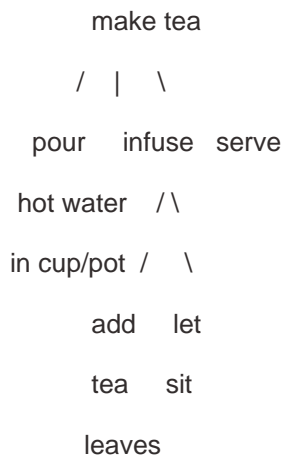 make tea
/ | \
pour infuse serve
hot water / \
in cup/pot / \
add let
tea sit
leaves